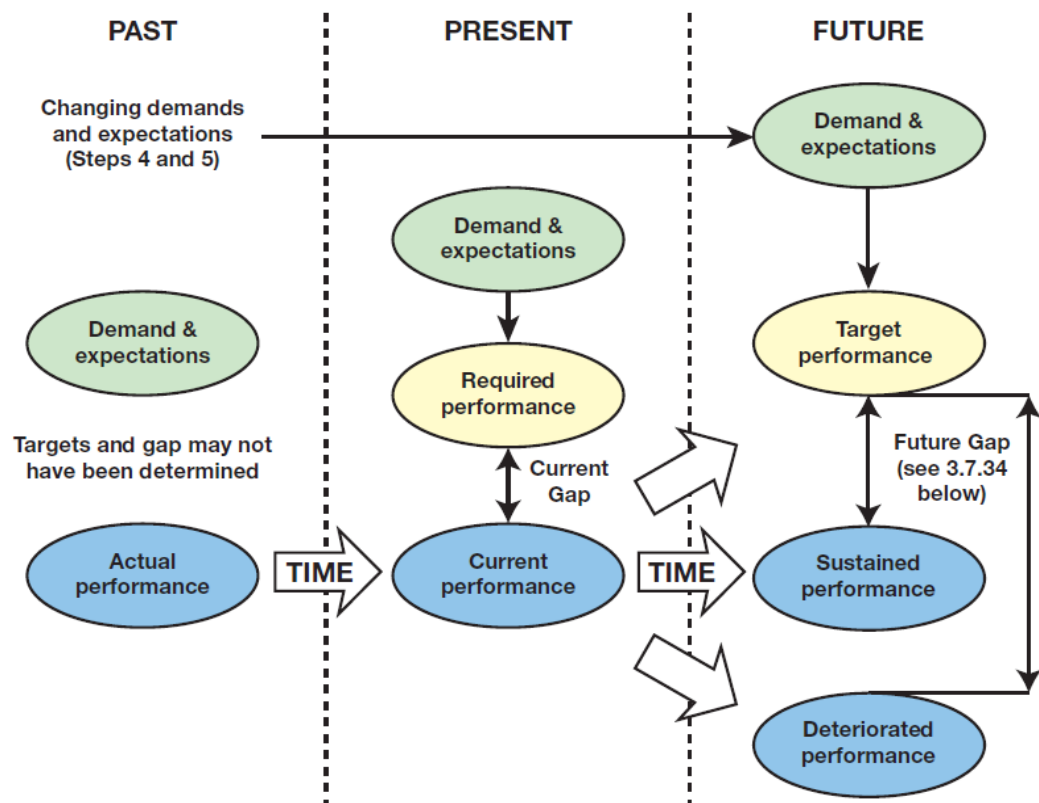 PAST
PRESENT
FUTURE
Changing demands
and expectations
(Steps 4 and 5)
Demand &
expectations
Demand &
expectations
Demand &
expectations
Target
performance
Required
performance
Targets and gap may not
have been determined
Current
Gap
Future Gap
(see 3.7.34
below)
Actual
performance
TIME
Current
performance
TIME
Sustained
performance
Deteriorated
performance